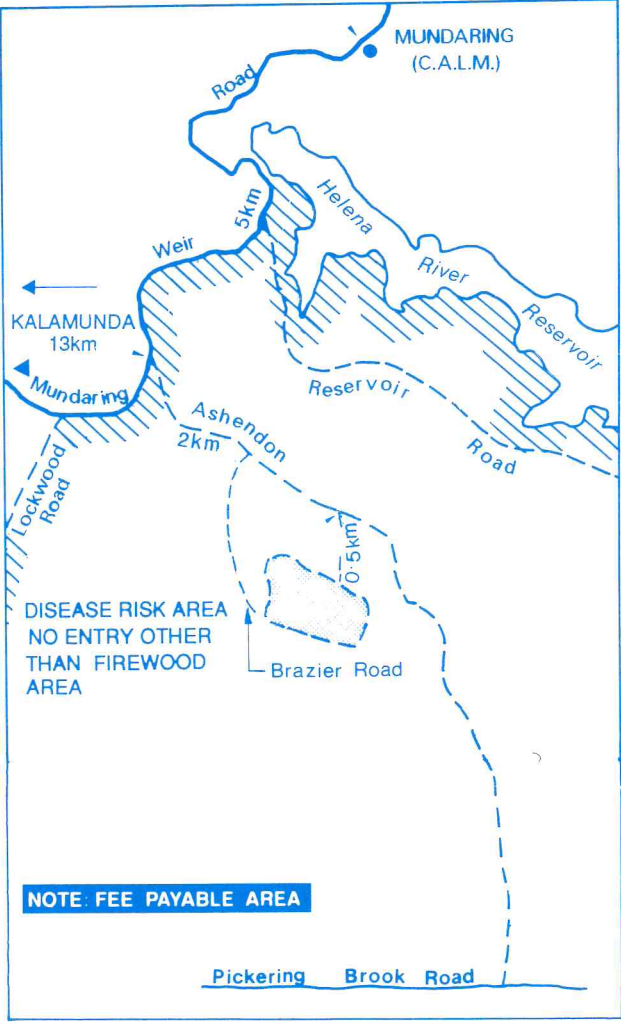 MUNDARING
(C.A.L.M.)
Road
Helena
River
Reservoir
5km
Weir
KALAMUNDA
13km
Mundaring
Reservoir
Road
Ashendon
2km
Lockwood
Road
0·5km
DISEASE RISK AREA
NO ENTRY OTHER
THAN FIREWOOD
AREA
Brazier Road
NOTE: FEE PAYABLE AREA
Pickering Brook Road